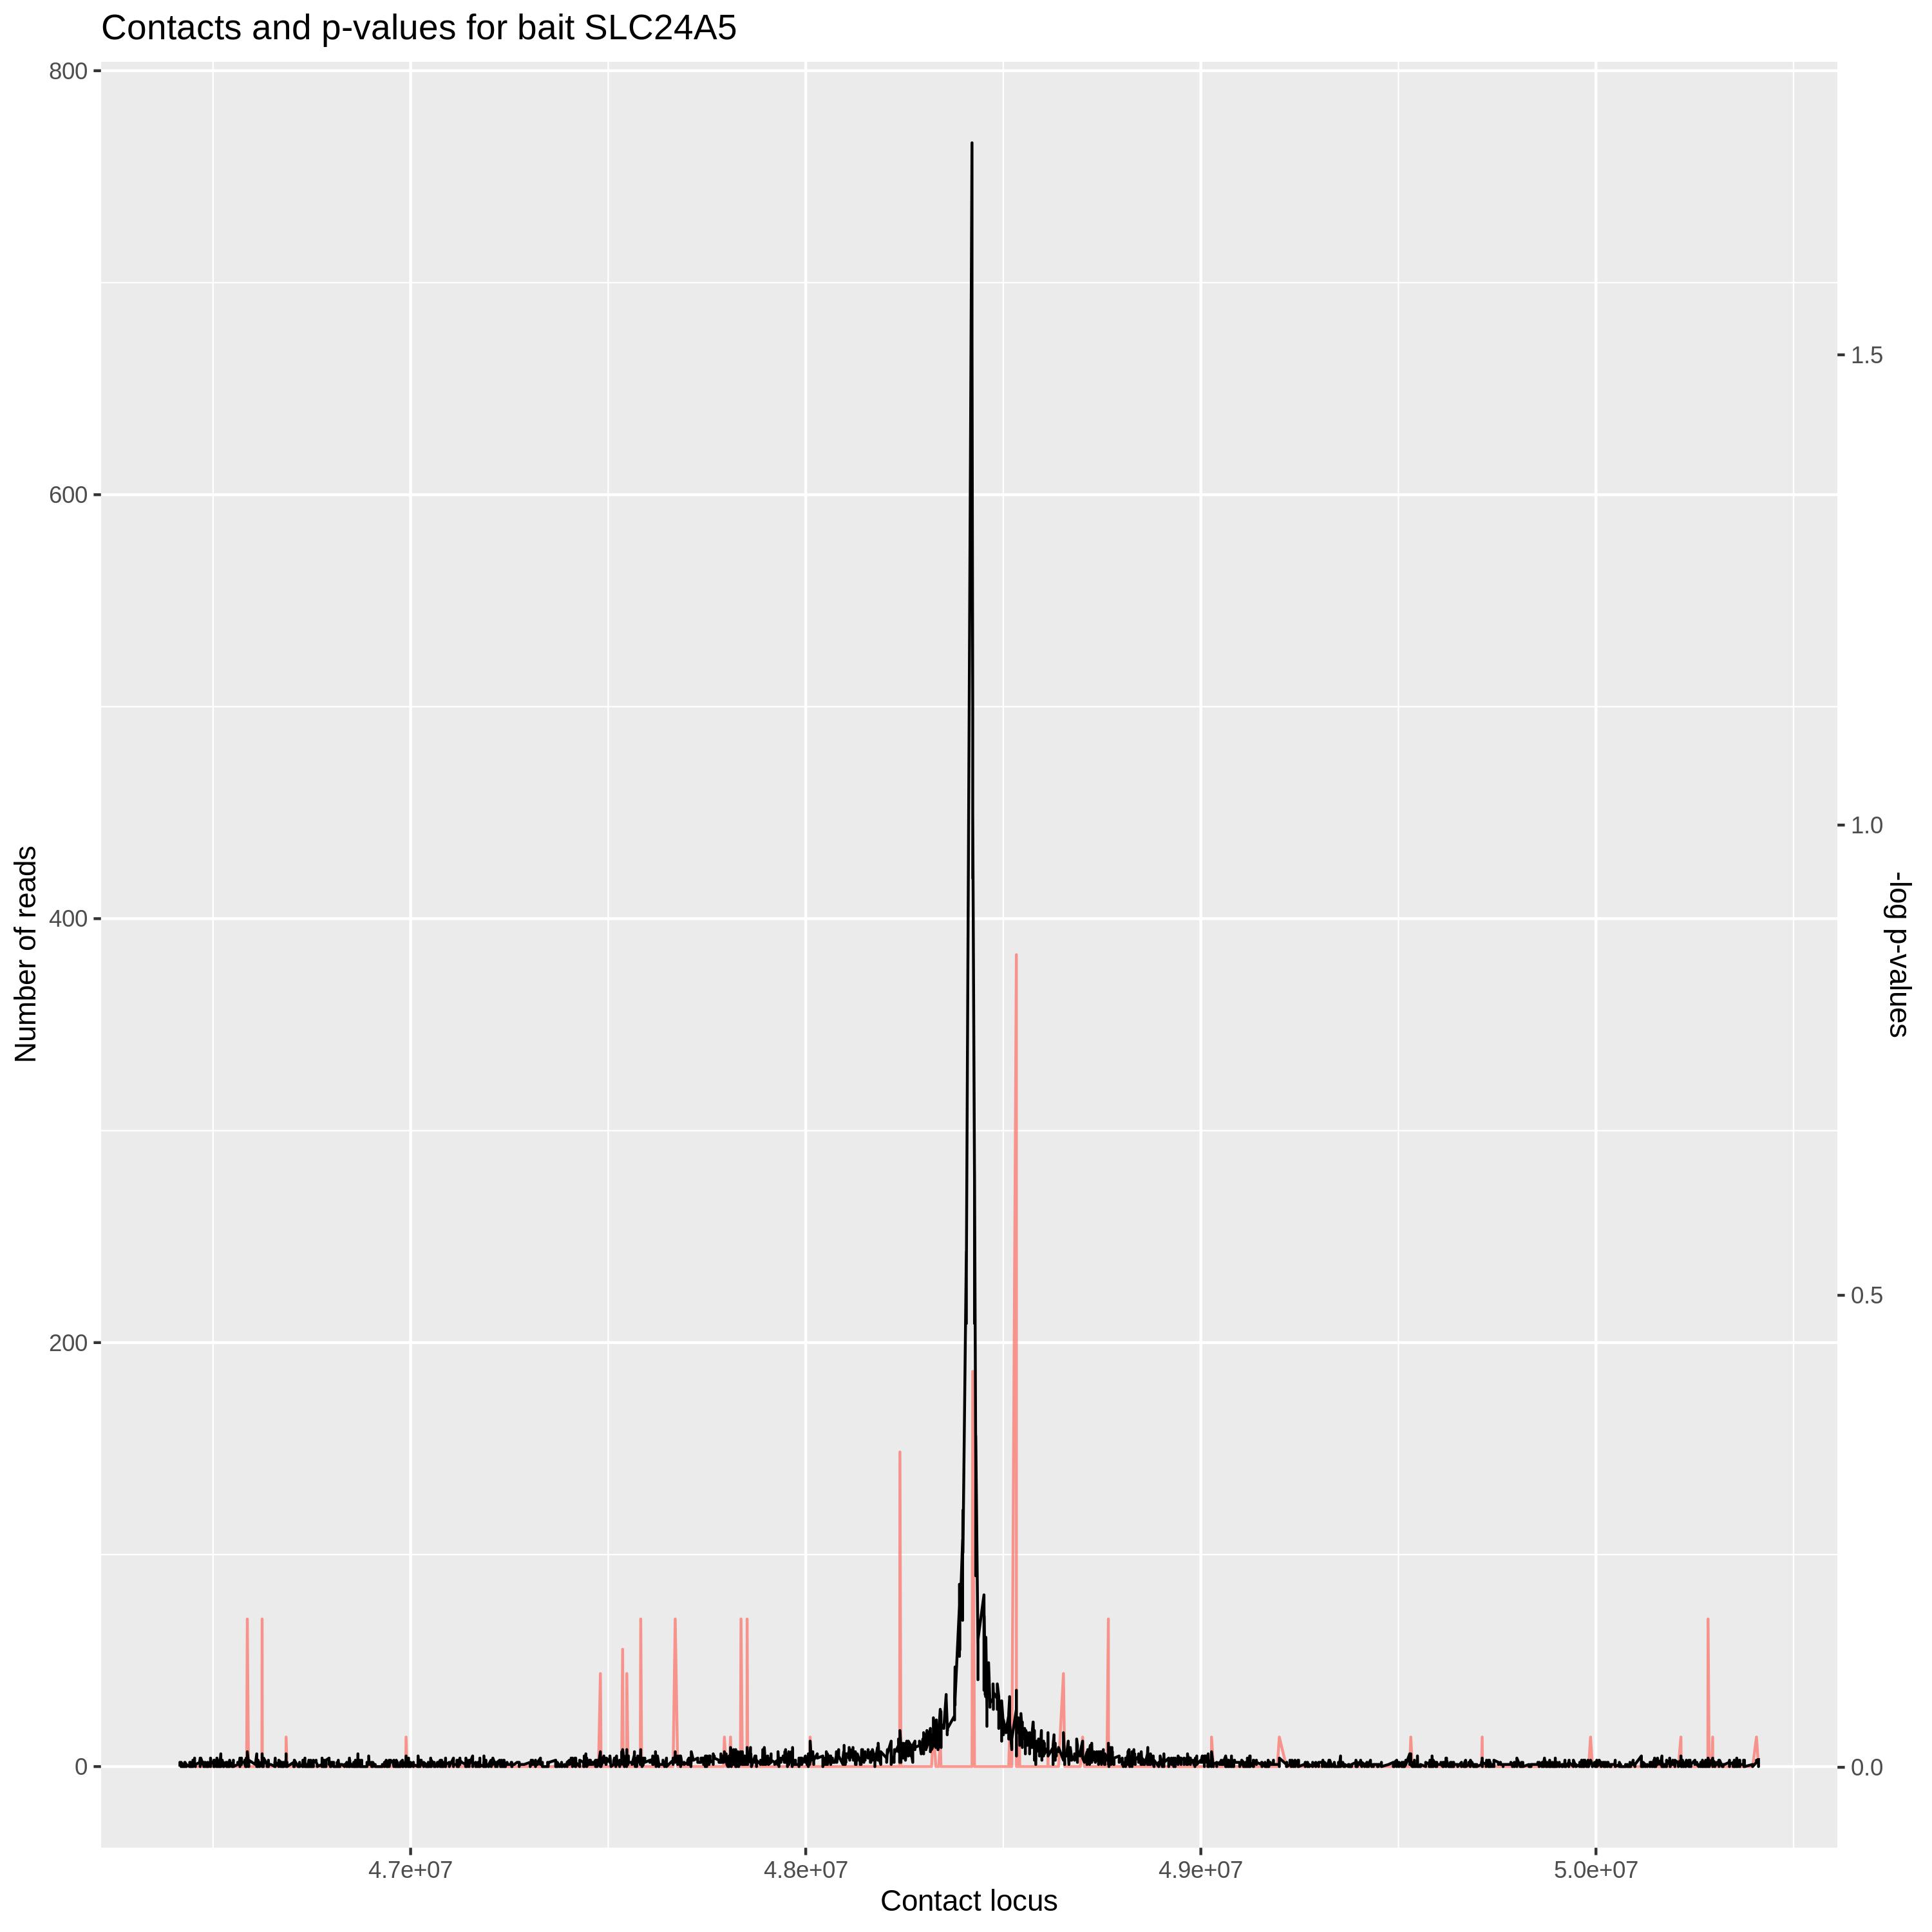 Contacts and p-values for bait SLC24A5
800
600
400
200
0
Number of reads
1.5
1.0
0.5
0.0
-log p-values
4.7e+07 4.8e+07 4.9e+07 5.0e+07
Contact locus